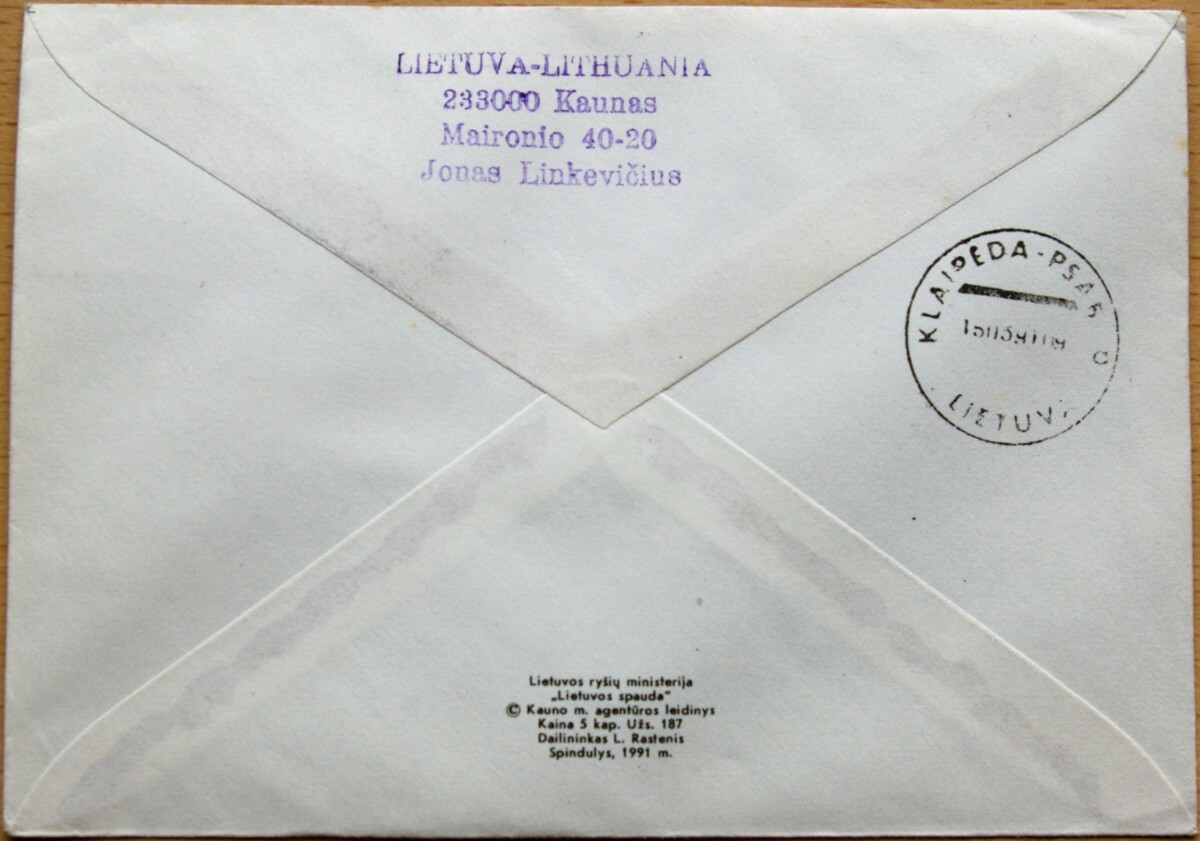 LIETUVA-LITHUANIA
233000 Kaunas
Maironio 40-20
Jonas Linkevičius
KLAIPĖDA-PSAK
C
LIETUVA
Lietuvos ryšių ministerija
„Lietuvos spauda"
© Kauno m. agentūros leidinys
Kaina 5 kap. Užs. 187
Dailininkas L. Rastenis
Spindulys, 1991 m.